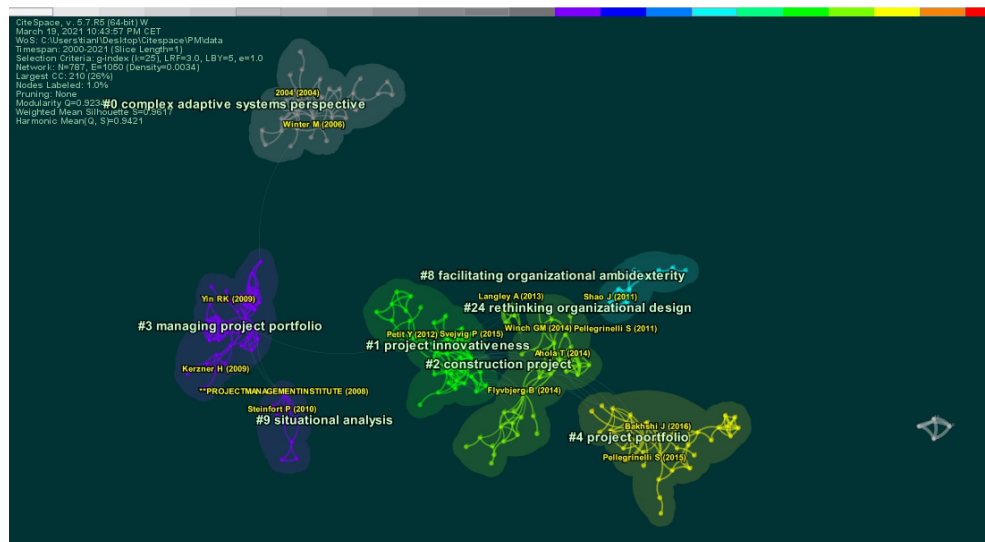 CiteSpace, v. 5.7.R5 (64-bit) W
March 19, 2021 10:43:57 PM CET
WoS: C:\Users\tianl\Desktop\Citespace\PM\data
Timespan: 2000-2021 (Slice Length=1)
Selection Criteria: g-index (k=25), LRF=3.0, LBY=5, e=1.0
Network: N=787, E=1050 (Density=0.0034)
Largest CC: 210 (26%)
Nodes Labeled: 1.0%
Pruning: None
Modularity Q=0.923
Weighted Mean Silhouette S=0.9617
Harmonic Mean(Q, S)=0.9421
2004 (2004)
#0 complex adaptive systems perspective
Winter M (2006)
#8 facilitating organizational ambidexterity
Yin RK (2009)
Langley A (2013)
Shao J (2011)
#24 rethinking organizational design
#3 managing project portfolio
Petit Y (2012)
Svejvig P (2015)
Winch GM (2014)
Pellegrinelli S (2011)
#1 project innovativeness
Ahola T (2014)
#2 construction project
Kerzner H (2009)
**PROJECTMANAGEMENTINSTITUTE (2008)
Flyvbjerg B (2014)
Steinfort P (2010)
#9 situational analysis
Bakhshi J (2016)
#4 project portfolio
Pellegrinelli S (2015)